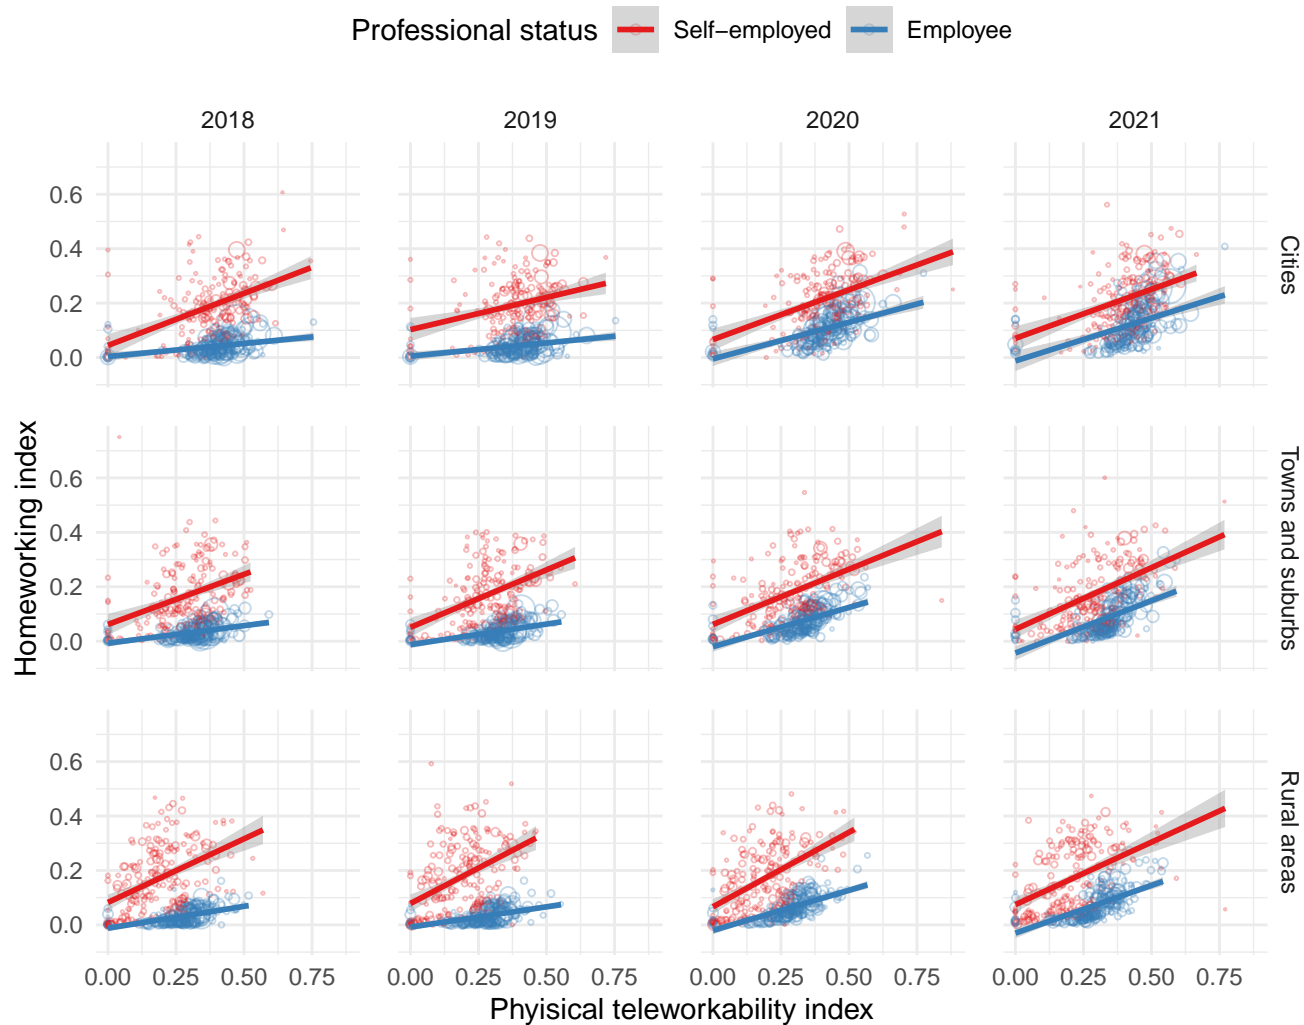 Professional status Self−employed Employee
2018 2019 2020 2021
0.6
0.4
0.2
0.0
Cities
0.6
0.4
0.2
0.0
Towns and suburbs
0.6
0.4
0.2
0.0
Rural areas
Homeworking index
0.00 0.25 0.50 0.75 0.00 0.25 0.50 0.75 0.00 0.25 0.50 0.75 0.00 0.25 0.50 0.75
Phyisical teleworkability index